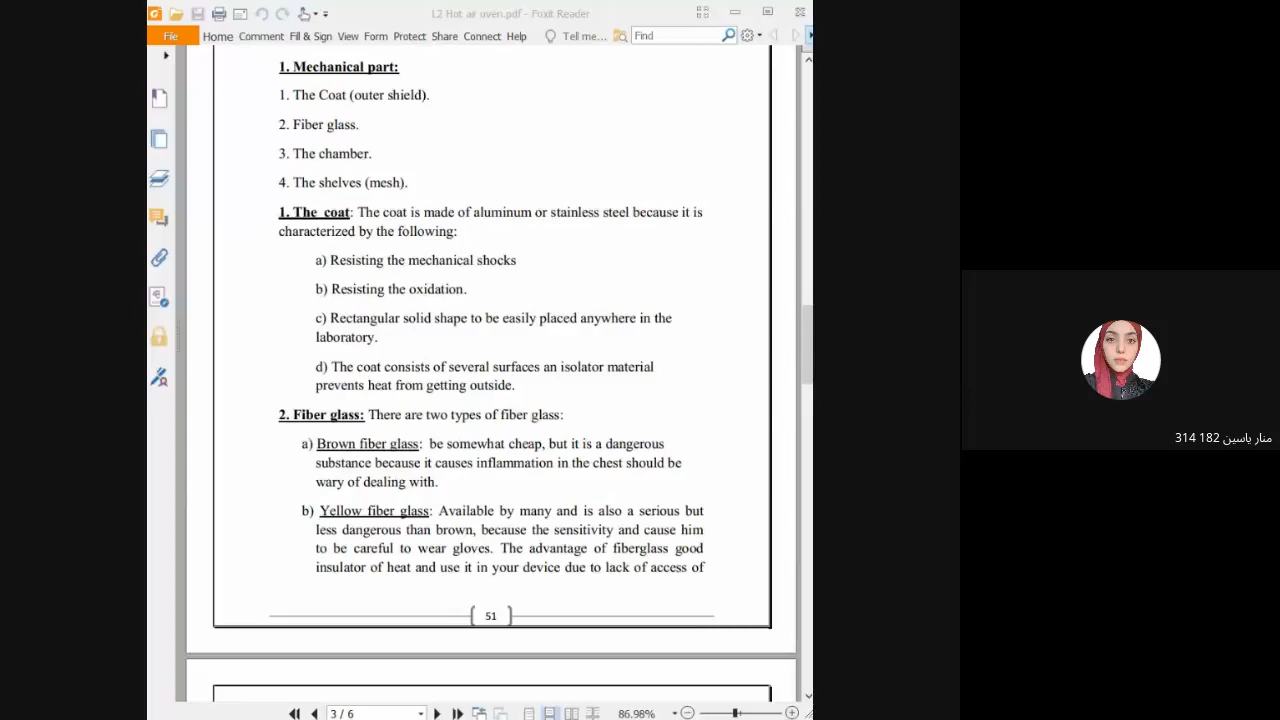 L2 Hot air oven.pdf - Foxit Reader
File Home Comment Fill & Sign View Form Protect Share Connect Help Tell me... Find
1. Mechanical part:
1. The Coat (outer shield).
2. Fiber glass.
3. The chamber.
4. The shelves (mesh).
1. The coat: The coat is made of aluminum or stainless steel because it is
characterized by the following:
a) Resisting the mechanical shocks
b) Resisting the oxidation.
c) Rectangular solid shape to be easily placed anywhere in the
laboratory.
d) The coat consists of several surfaces an isolator material
prevents heat from getting outside.
2. Fiber glass: There are two types of fiber glass:
a) Brown fiber glass: be somewhat cheap, but it is a dangerous
substance because it causes inflammation in the chest should be
wary of dealing with.
b) Yellow fiber glass: Available by many and is also a serious but
less dangerous than brown, because the sensitivity and cause him
to be careful to wear gloves. The advantage of fiberglass good
insulator of heat and use it in your device due to lack of access of
51
3 / 6
86.98%
منار ياسين 182 314